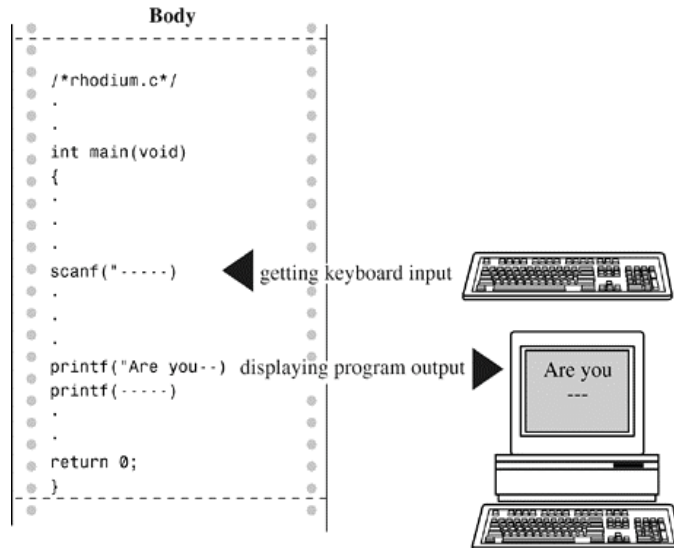 Body
/*rhodium.c*/
.
.
int main(void)
{
.
.
.
scanf("-----)
getting keyboard input
.
.
.
printf("Are you--)
displaying program output
Are you
---
printf(-----)
.
.
return 0;
}